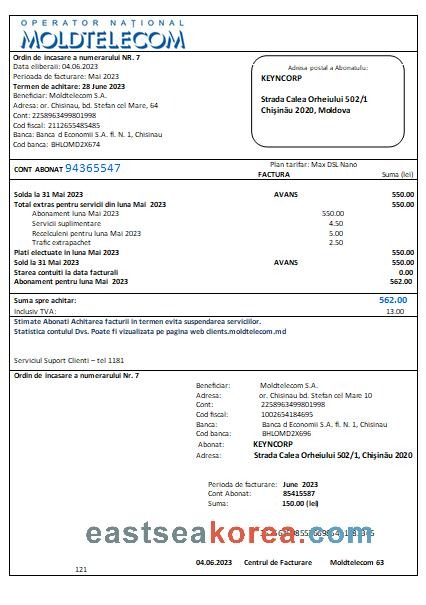 OPERATOR NAȚIONAL
MOLDTELECOM
Ordin de incasare a numerarului NR. 7
Data eliberaii: 04.06.2023
Perioada de facturare: Mai 2023
Termen de achitare: 28 June 2023
Beneficiar: Moldtelecom S.A.
Adresa: or. Chisinau, bd. Stefan cel Mare, 64
Cont: 2258963499801998
Cod fiscal: 2112655485485
Banca: Banca d Economii S.A. fl. N. 1, Chisinau
Cod banca: BHLOMD2X674
Adresa postal a Abonatulu:
KEYNCORP
Strada Calea Orheiului 502/1
Chișinău 2020, Moldova
CONT ABONAT 94365547
Plan tarifar: Max DSL Nano
FACTURA Suma (lei)
Solda la 31 Mai 2023 AVANS 550.00
Total extras pentru servicii din luna Mai 2023 550.00
Abonament luna Mai 2023 550.00
Servicii suplimentare 4.50
Recelculeni pentru luna Mai 2023 5.00
Trafic extrapachet 2.50
Plati electuate in luna Mai 2023 550.00
Sold la 31 Mai 2023 AVANS 550.00
Starea contuiti la data facturali 0.00
Abonament pentru luna Mai 2023 562.00
Suma spre achitar: 562.00
Inclusiv TVA: 13.00
Stimate Abonati Achitarea facturii in termen evita suspendarea serviciilor.
Statistica contului Dvs. Poate fi vizualizata pe pagina web clients.moldtelecom.md
Serviciul Suport Clienti – tel 1181
Ordin de incasare a numerarului Nr. 7
Beneficiar: Moldtelecom S.A.
Adresa: or. Chisinau bd. Stefan cel Mare 10
Cont: 2258963499801998
Cod fiscal: 1002654184695
Banca: Banca d Economii S.A. fl. N. 1, Chisinau
Cod banca: BHLOMD2X696
Abonat: KEYNCORP
Adresa: Strada Calea Orheiului 502/1, Chișinău 2020
Perioda de facturare: June 2023
Cont Abonat: 85415587
Suma: 150.00 (lei)
eastseakorea.com
04.06.2023 Centrul de Facturare Moldtelecom 63
121